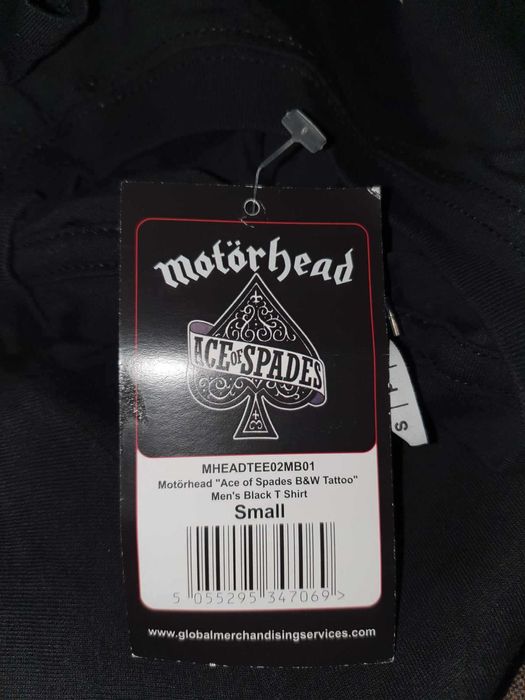 motörhead
ACE OF SPADES
MHEADTEE02MB01
Motörhead "Ace of Spades B&W Tattoo"
Men's Black T Shirt
Small
5 055295 347069 >
www.globalmerchandisingservices.com
S | P |